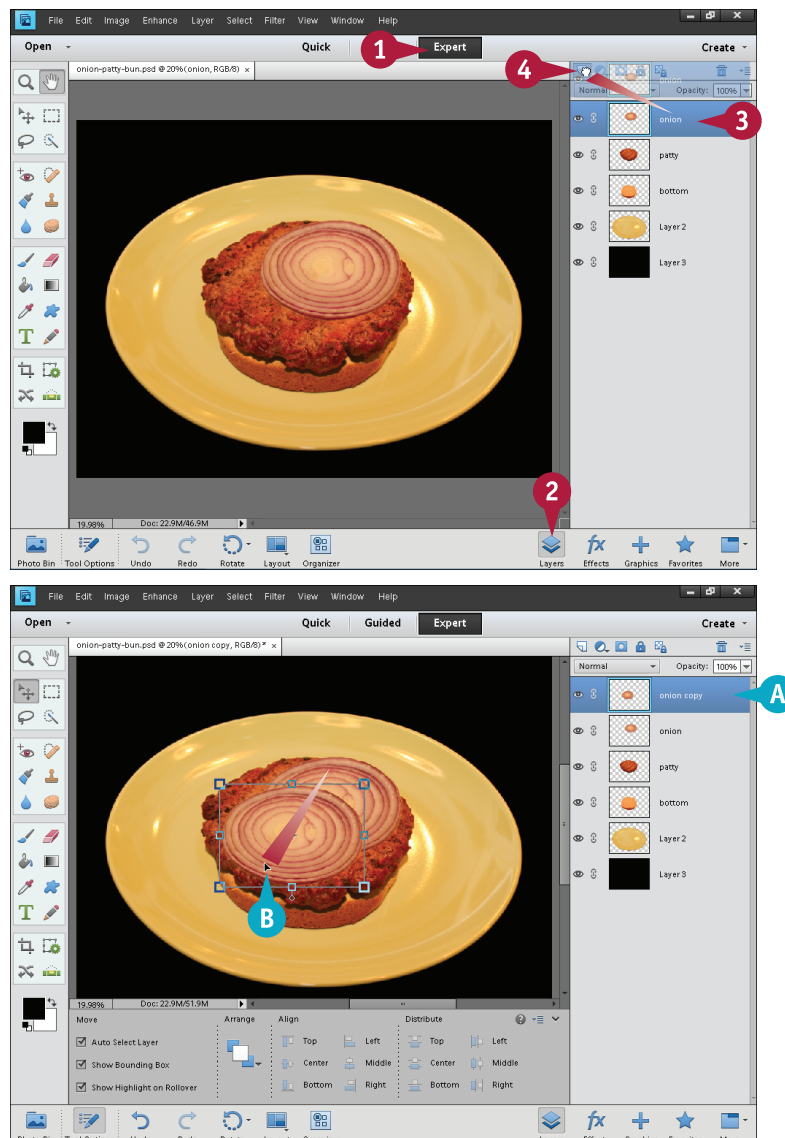 File Edit Image Enhance Layer Select Filter View Window Help
Open Quick Expert Create
1
onion-patty-bun.psd @ 20% (onion, RGB/8) ×
4
onion
Normal Opacity: 100%
onion
3
patty
bottom
Layer 2
Layer 3
2
19.98% Doc: 22.9M/46.9M
Photo Bin Tool Options Undo Redo Rotate Layout Organizer Layers Effects Graphics Favorites More
File Edit Image Enhance Layer Select Filter View Window Help
Open Quick Guided Expert Create
onion-patty-bun.psd @ 20% (onion copy, RGB/8) * ×
Normal Opacity: 100%
onion copy
A
onion
patty
bottom
Layer 2
Layer 3
B
19.98% Doc: 22.9M/51.9M
Move Arrange Align Distribute
Auto Select Layer Top Left Top Left
Show Bounding Box Center Middle Center Middle
Show Highlight on Rollover Bottom Right Bottom Right